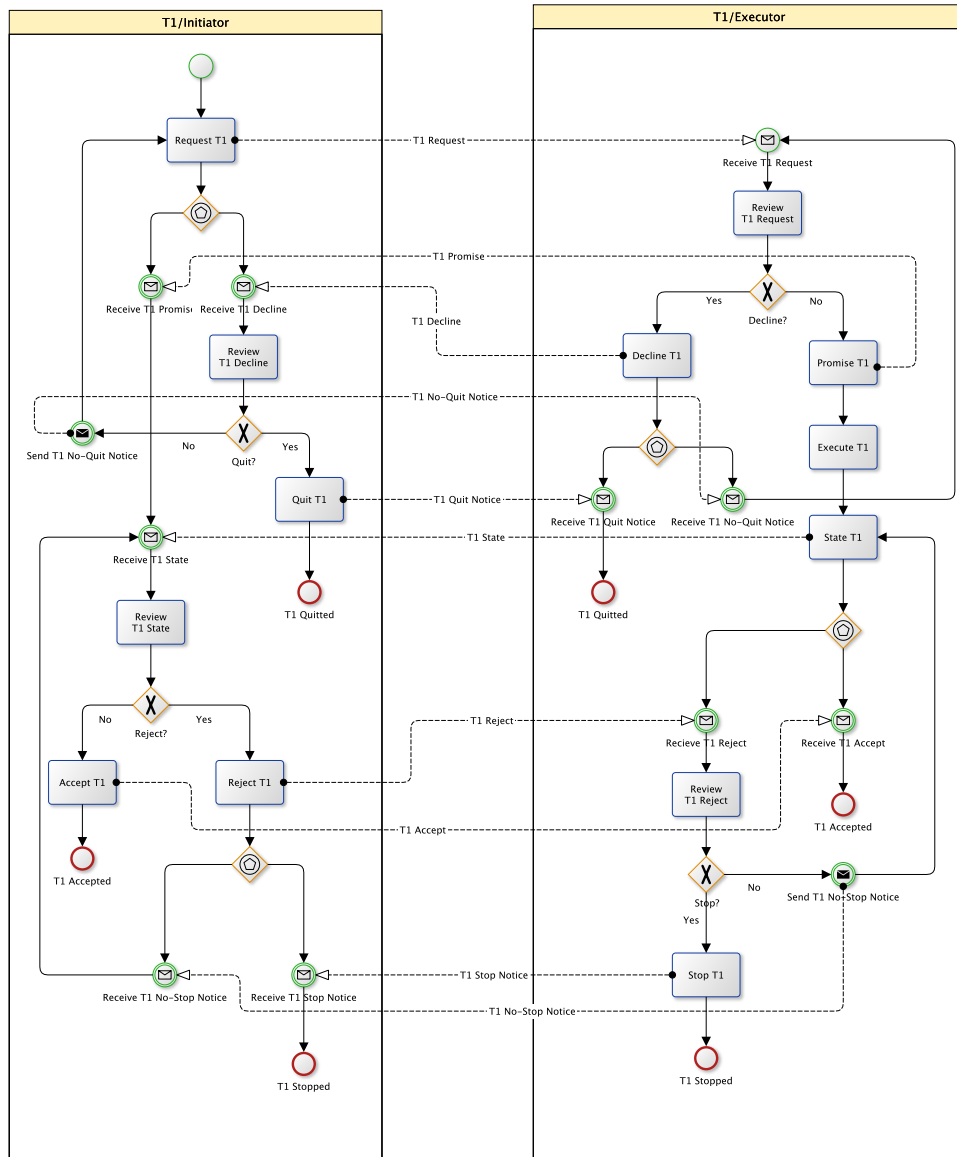 T1/Initiator
T1/Executor
Request T1
T1 Request
Receive T1 Request
Review
T1 Request
T1 Promise
Receive T1 Promis
Receive T1 Decline
Yes
No
Decline?
T1 Decline
Review
T1 Decline
Decline T1
Promise T1
T1 No-Quit Notice
No
Yes
Send T1 No-Quit Notice
Quit?
Execute T1
Quit T1
T1 Quit Notice
Receive T1 Quit Notice
Receive T1 No-Quit Notice
T1 State
State T1
Receive T1 State
T1 Quitted
T1 Quitted
Review
T1 State
No
Yes
Reject?
T1 Reject
Recieve T1 Reject
Receive T1 Accept
Accept T1
Reject T1
Review
T1 Reject
T1 Accept
T1 Accepted
T1 Accepted
No
Stop?
Send T1 No-Stop Notice
Yes
T1 Stop Notice
Stop T1
Receive T1 No-Stop Notice
Receive T1 Stop Notice
T1 No-Stop Notice
T1 Stopped
T1 Stopped